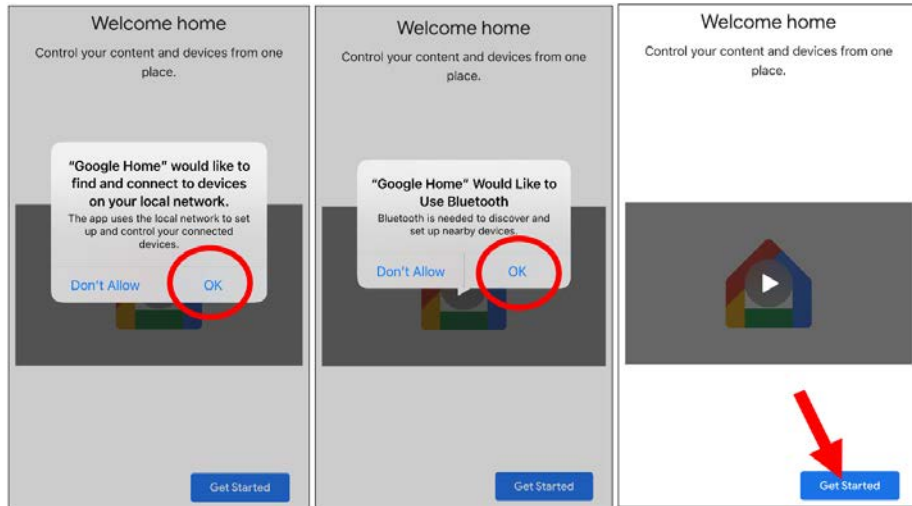 Welcome home
Control your content and devices from one
place.
"Google Home" would like to
find and connect to devices
on your local network.
The app uses the local network to set
up and control your connected
devices.
Don't Allow
OK
Get Started
Welcome home
Control your content and devices from one
place.
"Google Home" Would Like to
Use Bluetooth
Bluetooth is needed to discover and
set up nearby devices.
Don't Allow
OK
Get Started
Welcome home
Control your content and devices from one
place.
Get Started